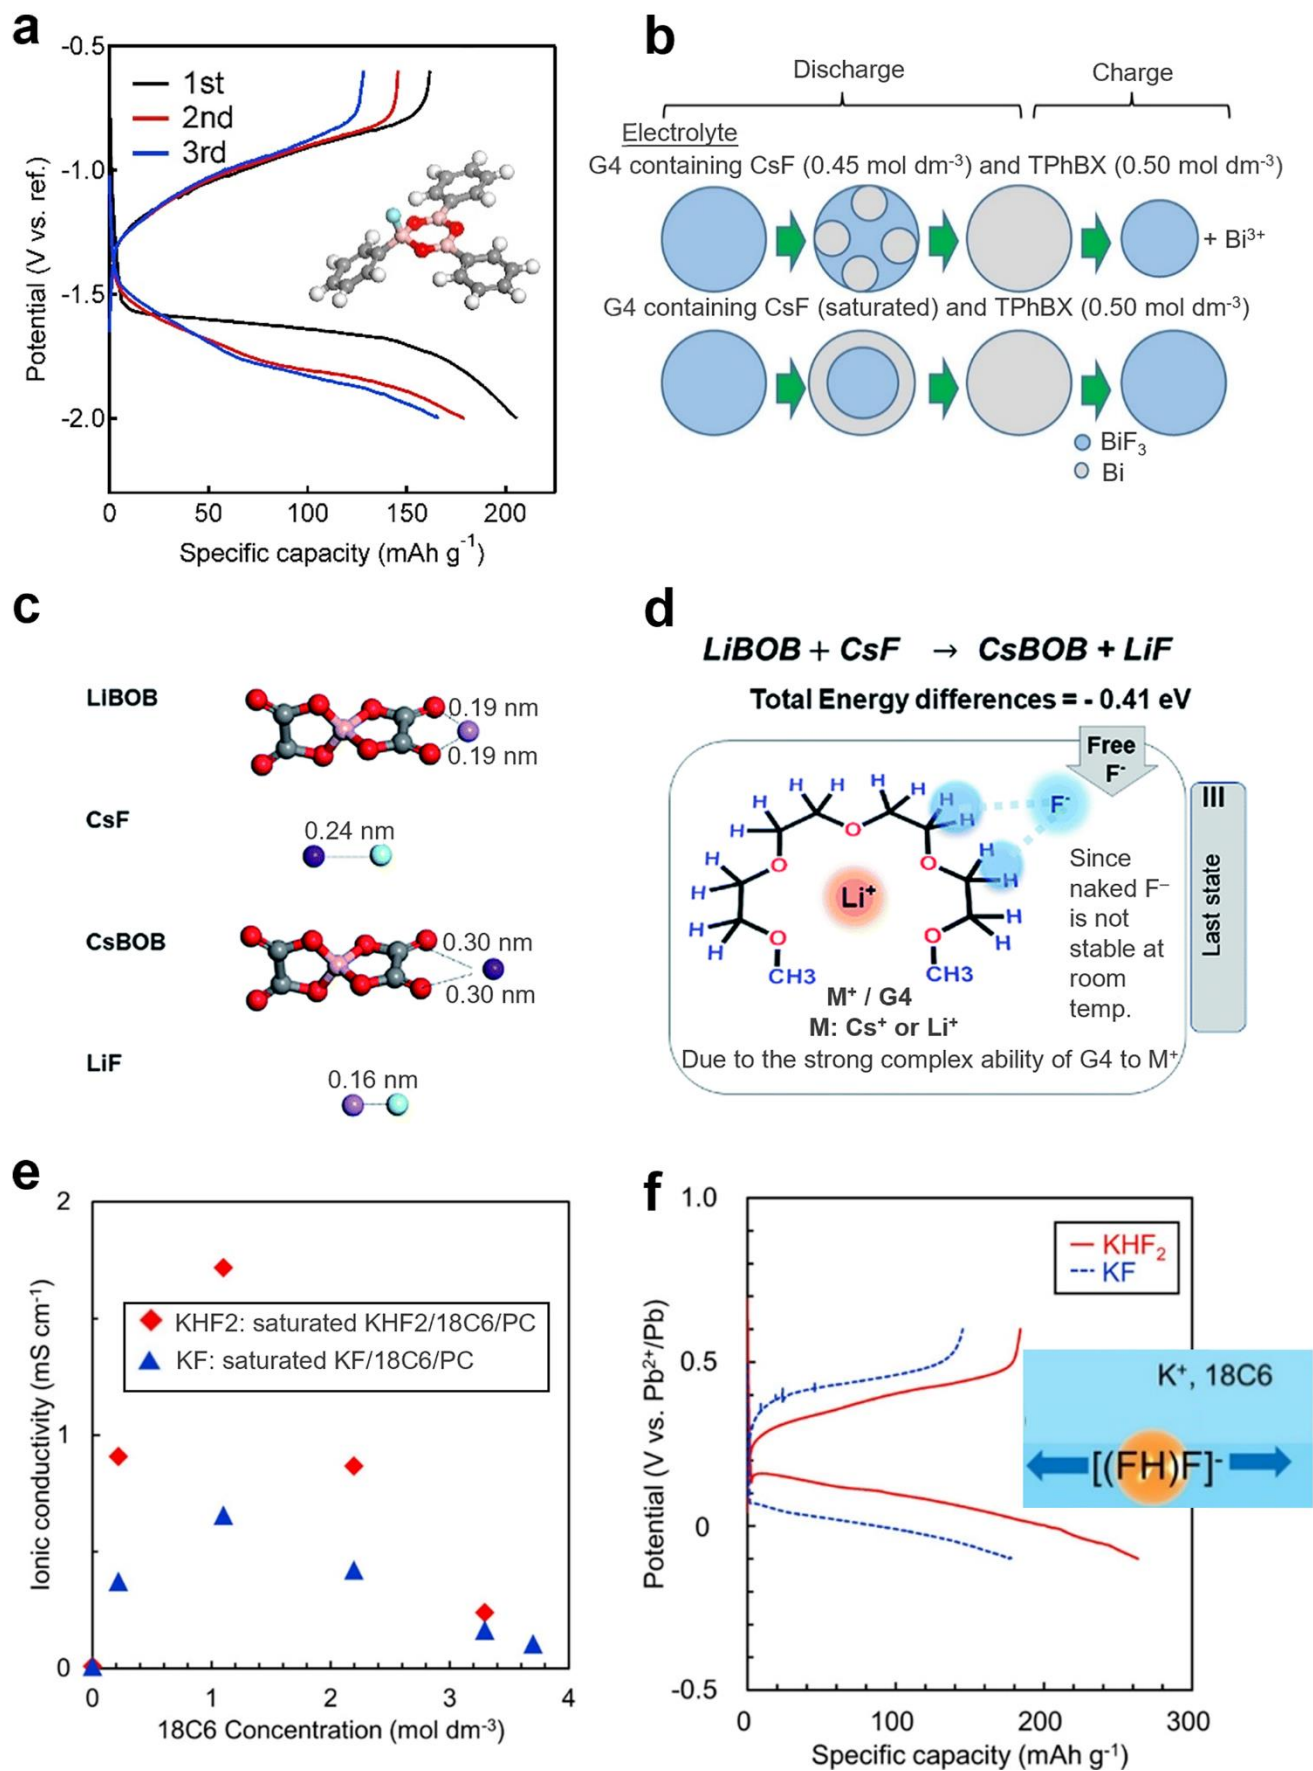 a
-0.5
-1.0
-1.5
-2.0
1st
2nd
3rd
Potential (V vs. ref.)
0 50 100 150 200
Specific capacity (mAh g⁻¹)
b
Discharge Charge
Electrolyte
G4 containing CsF (0.45 mol dm⁻³) and TPhBX (0.50 mol dm⁻³)
+ Bi³⁺
G4 containing CsF (saturated) and TPhBX (0.50 mol dm⁻³)
BiF₃
Bi
c
LiBOB
0.19 nm
0.19 nm
CsF
0.24 nm
CsBOB
0.30 nm
0.30 nm
LiF
0.16 nm
d
LiBOB + CsF → CsBOB + LiF
Total Energy differences = - 0.41 eV
Free
F⁻
H H H H
H H H
F⁻
H H
O
H H
O O
H H
Li⁺
H H
H H
O O
CH3 CH3
M⁺ / G4
M: Cs⁺ or Li⁺
Since
naked F⁻
is not
stable at
room
temp.
Due to the strong complex ability of G4 to M⁺
III
Last state
e
2
1
0
Ionic conductivity (mS cm⁻¹)
KHF2: saturated KHF2/18C6/PC
KF: saturated KF/18C6/PC
0 1 2 3 4
18C6 Concentration (mol dm⁻³)
f
1.0
0.5
0
-0.5
Potential (V vs. Pb²⁺/Pb)
KHF₂
KF
K⁺, 18C6
[(FH)F]⁻
0 100 200 300
Specific capacity (mAh g⁻¹)